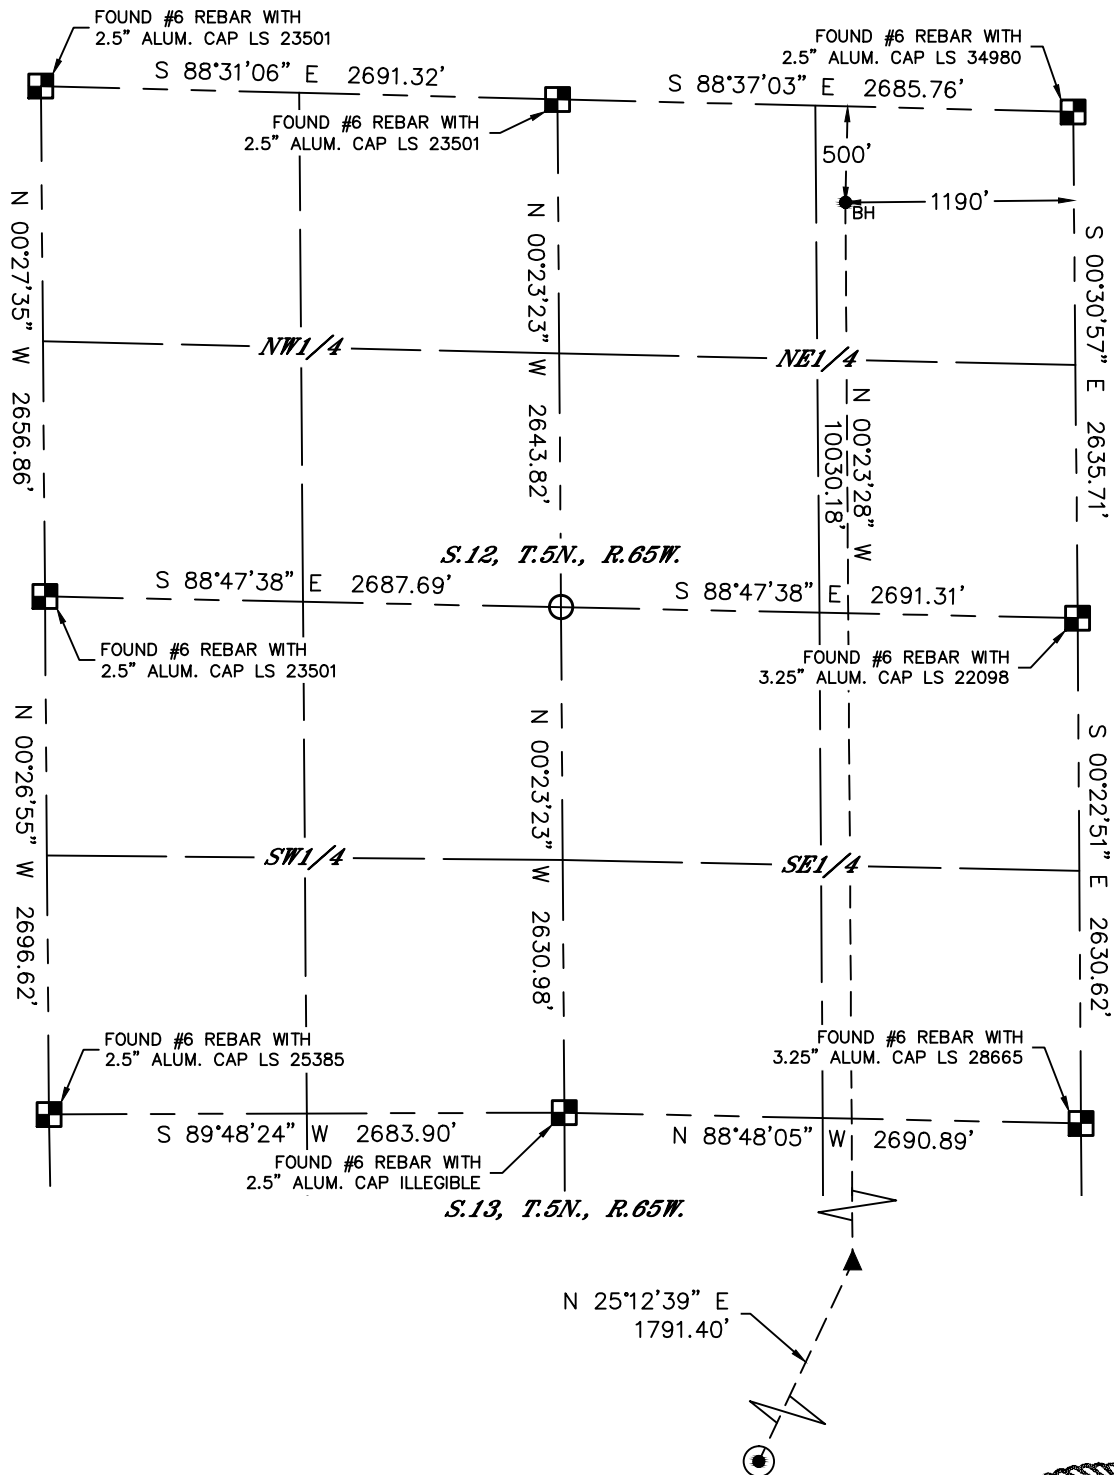 FOUND #6 REBAR WITH
2.5" ALUM. CAP LS 23501
FOUND #6 REBAR WITH
2.5" ALUM. CAP LS 34980
S 88°31'06" E 2691.32'
S 88°37'03" E 2685.76'
FOUND #6 REBAR WITH
2.5" ALUM. CAP LS 23501
500'
1190'
BH
N 00°27'35" W 2656.86'
N 00°23'23" W 2643.82'
S 00°30'57" E 2635.71'
NW1/4
NE1/4
N 00°23'28" W
10030.18'
S.12, T.5N., R.65W.
S 88°47'38" E 2687.69'
S 88°47'38" E 2691.31'
FOUND #6 REBAR WITH
2.5" ALUM. CAP LS 23501
FOUND #6 REBAR WITH
3.25" ALUM. CAP LS 22098
N 00°26'55" W 2696.62'
N 00°23'23" W 2630.98'
S 00°22'51" E 2630.62'
SW1/4
SE1/4
FOUND #6 REBAR WITH
2.5" ALUM. CAP LS 25385
FOUND #6 REBAR WITH
3.25" ALUM. CAP LS 28665
S 89°48'24" W 2683.90'
N 88°48'05" W 2690.89'
FOUND #6 REBAR WITH
2.5" ALUM. CAP ILLEGIBLE
S.13, T.5N., R.65W.
N 25°12'39" E
1791.40'